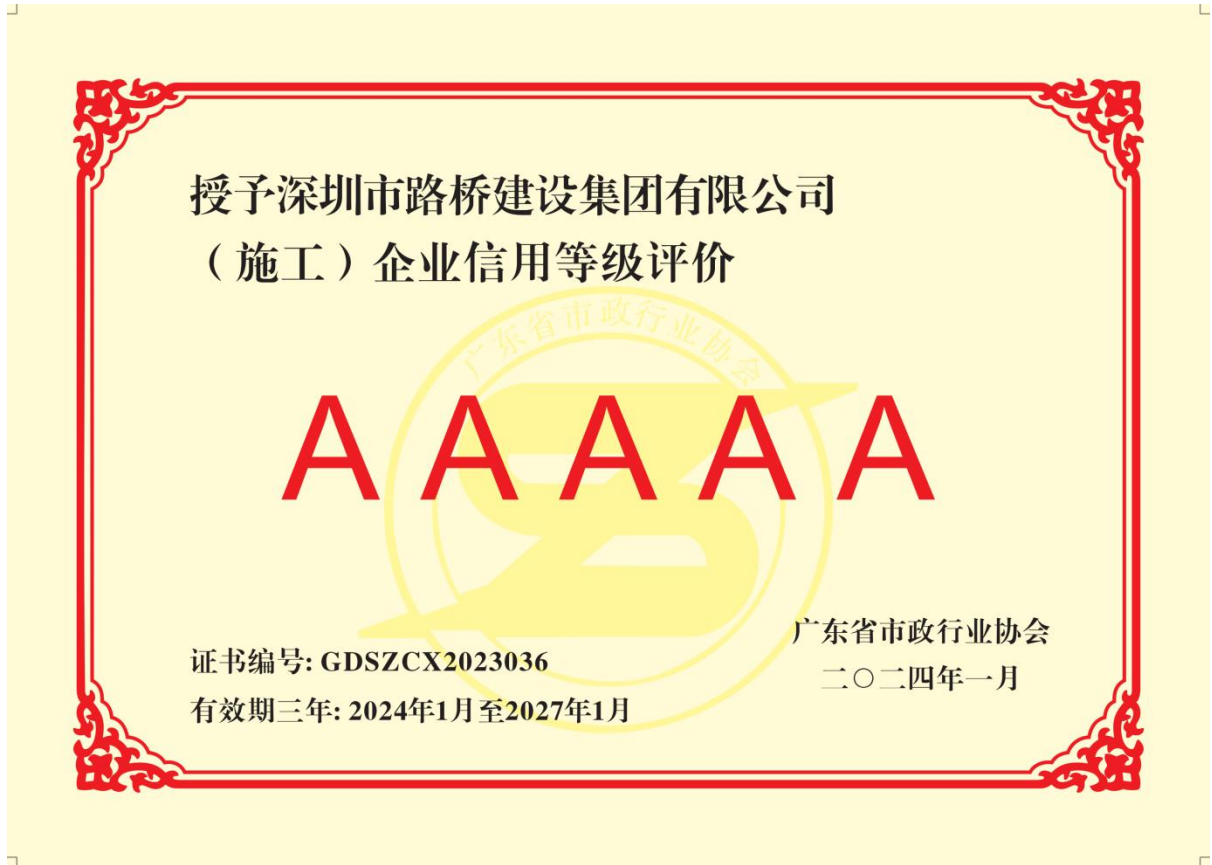 授予深圳市路桥建设集团有限公司
（施工）企业信用等级评价
广东省市政行业协会
AAAAA
广东省市政行业协会
二〇二四年一月
证书编号: GDSZCX2023036
有效期三年: 2024年1月至2027年1月